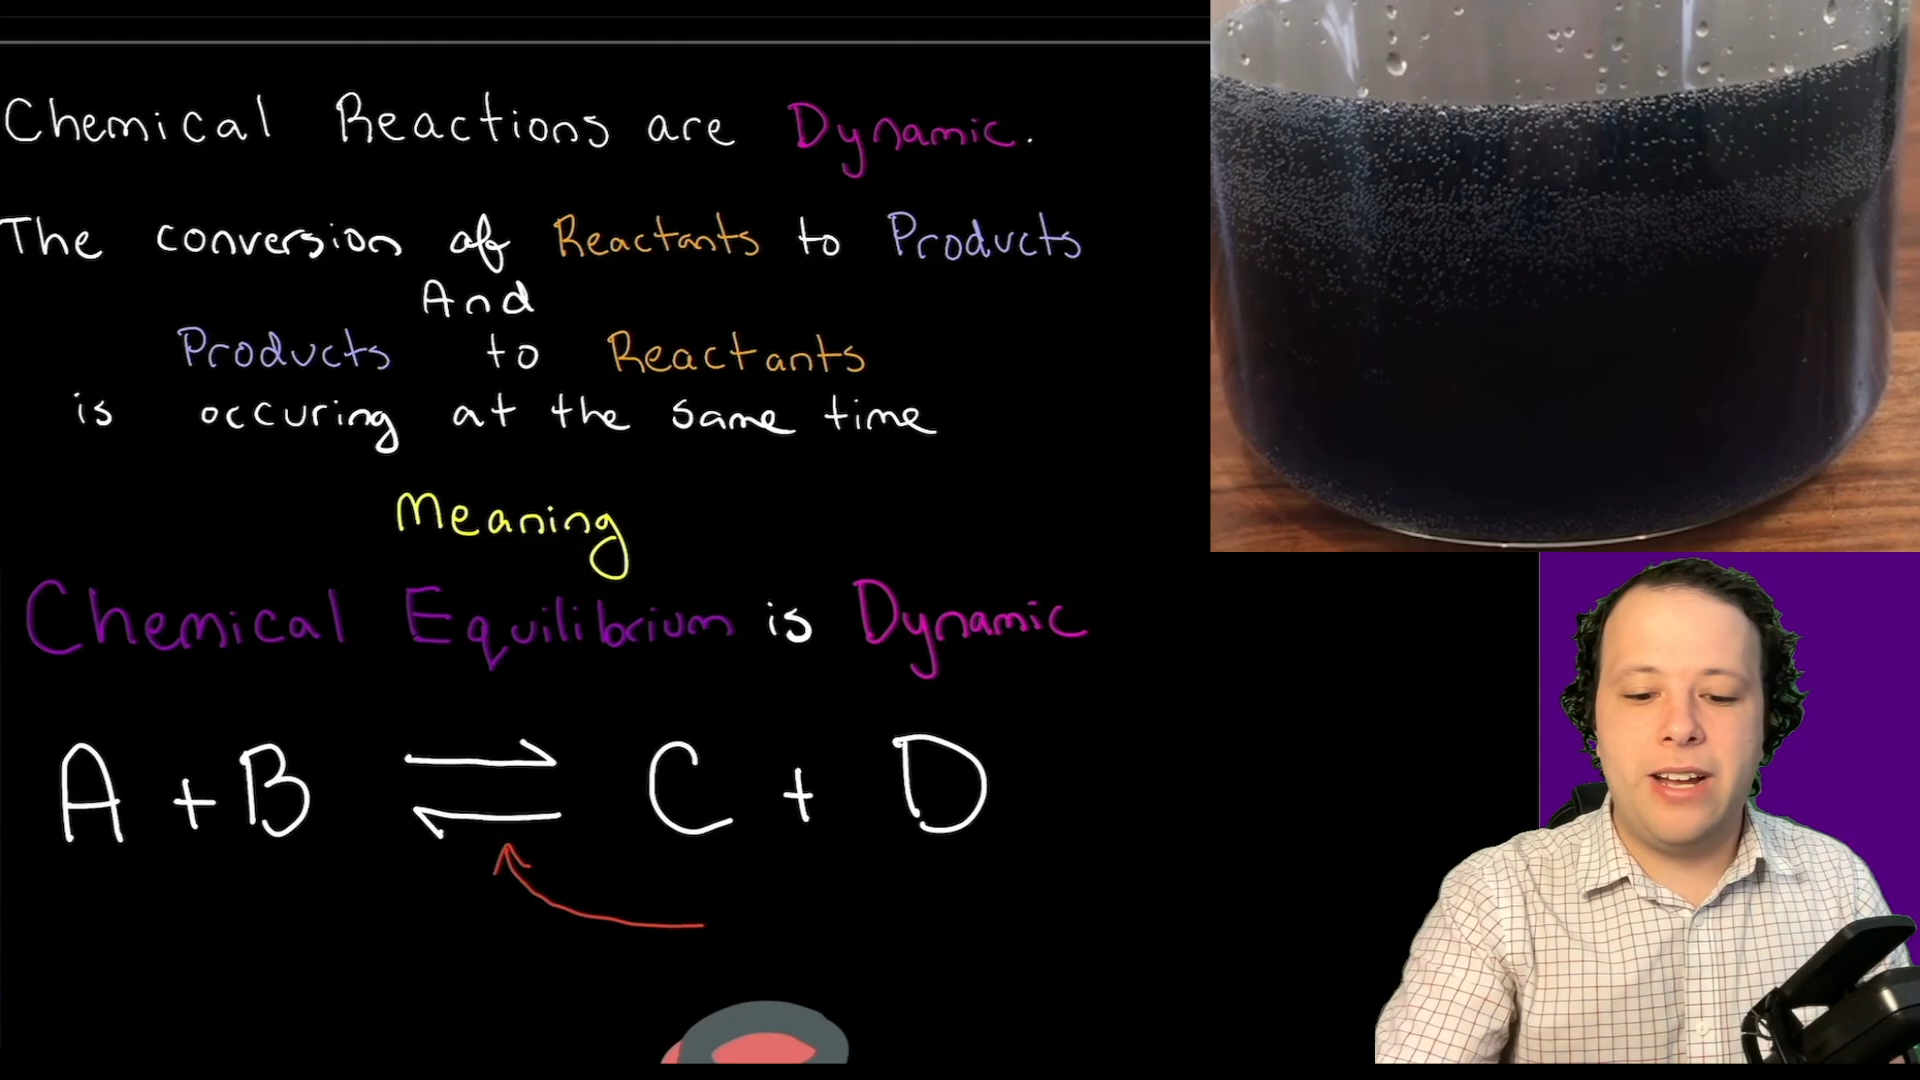 Chemical Reactions are Dynamic.
The conversion of Reactants to Products
And
Products to Reactants
is occuring at the same time
Meaning
Chemical Equilibrium is Dynamic
A + B ⇌ C + D